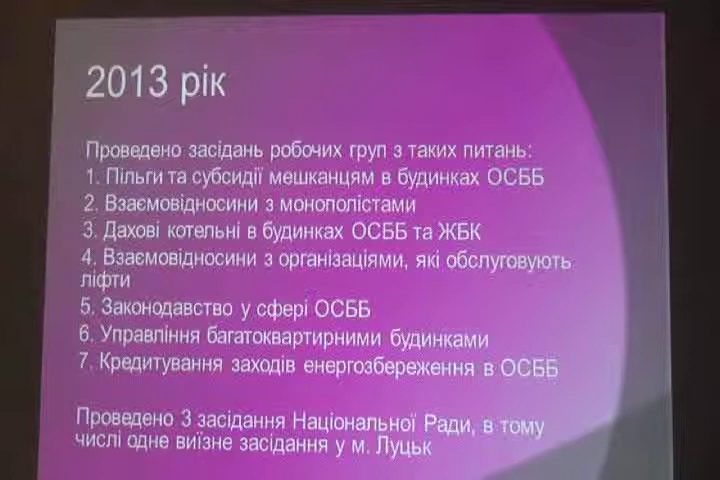 2013 рік
Проведено засідань робочих груп з таких питань:
1. Пільги та субсидії мешканцям в будинках ОСББ
2. Взаємовідносини з монополістами
3. Дахові котельні в будинках ОСББ та ЖБК
4. Взаємовідносини з організаціями, які обслуговують
ліфти
5. Законодавство у сфері ОСББ
6. Управління багатоквартирними будинками
7. Кредитування заходів енергозбереження в ОСББ
Проведено 3 засідання Національної Ради, в тому
числі одне виїзне засідання у м. Луцьк